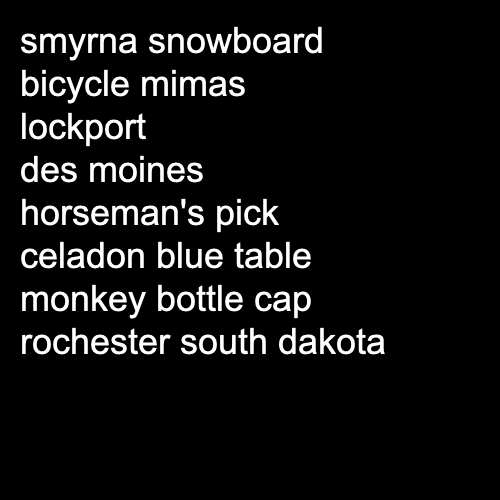 smyrna snowboard
bicycle mimas
lockport
des moines
horseman's pick
celadon blue table
monkey bottle cap
rochester south dakota